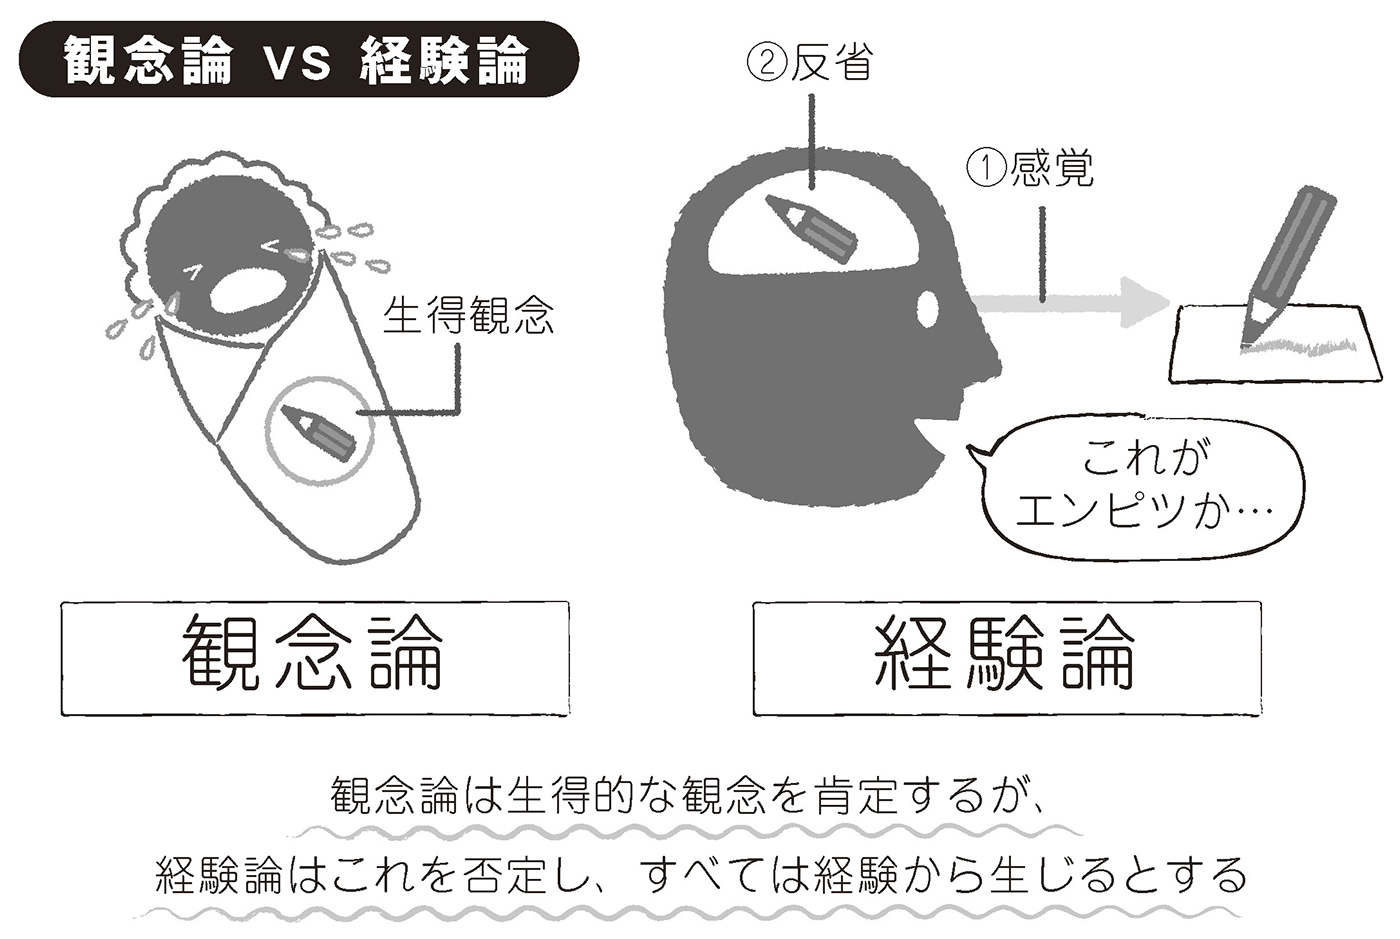 観念論 VS 経験論
②反省
①感覚
生得観念
これが
エンピツか…
観念論
経験論
観念論は生得的な観念を肯定するが、
経験論はこれを否定し、すべては経験から生じるとする